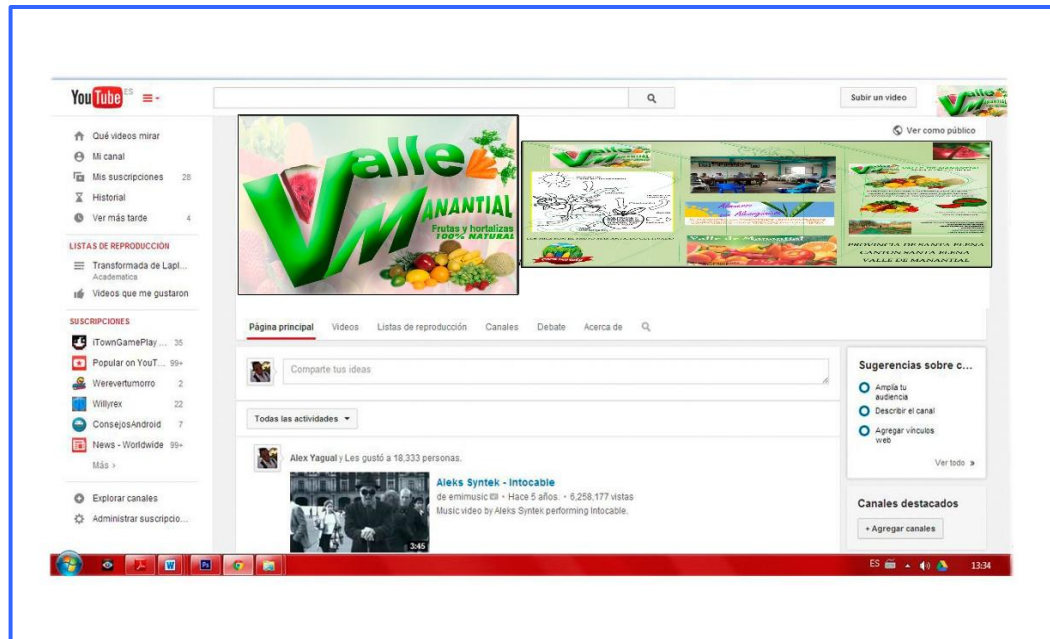 YouTube ES
Subir un video
Valle
MANANTIAL
Qué videos mirar
Mi canal
Mis suscripciones 28
Historial
Ver más tarde 4
LISTAS DE REPRODUCCIÓN
Transformada de Lapl...
Academatica
Videos que me gustaron
SUSCRIPCIONES
iTownGamePlay ... 35
Popular on YouT... 99+
Werevertumorro 2
Willyrex 22
ConsejosAndroid 7
News - Worldwide 99+
Más >
Explorar canales
Administrar suscripcio...
Ver como público
Valle
MANANTIAL
Frutas y hortalizas
100% NATURAL
Valle
MANANTIAL
Valle de Manantial
PROVINCIA DE SANTA ELENA
CANTON SANTA ELENA
VALLE DE MANANTIAL
Página principal Videos Listas de reproducción Canales Debate Acerca de
Comparte tus ideas
Todas las actividades
Alex Yagual y Les gustó a 18,333 personas.
Aleks Syntek - Intocable
de emimusic • Hace 5 años. • 6,258,177 vistas
Music video by Aleks Syntek performing Intocable.
3:45
Sugerencias sobre c...
Amplía tu
audiencia
Describir el canal
Agregar vínculos
web
Ver todo »
Canales destacados
+ Agregar canales
W
Ps
ES
13:34